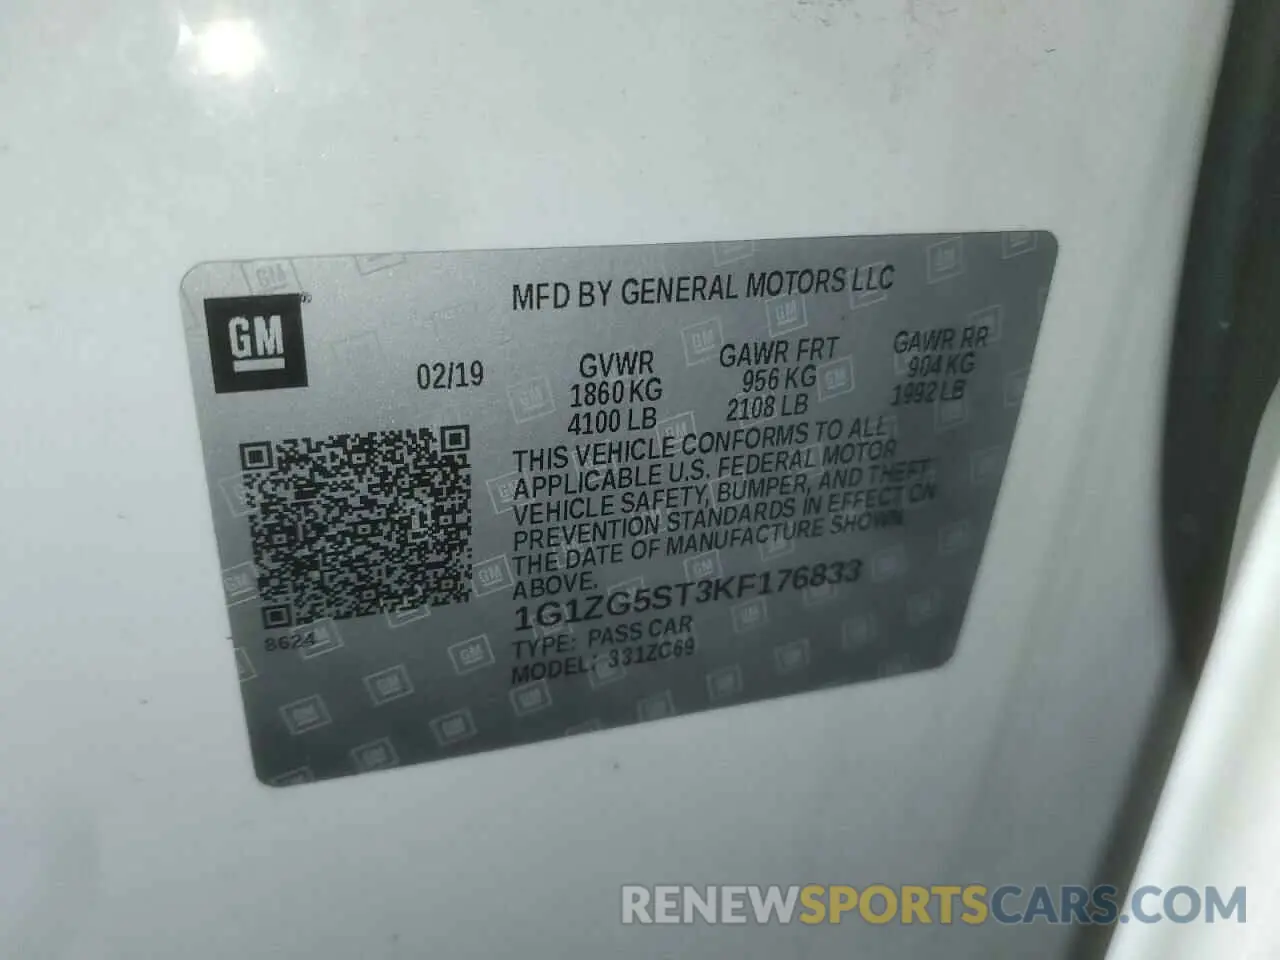 MFD BY GENERAL MOTORS LLC
GM
02/19
GVWR
1860 KG
4100 LB
GAWR FRT
956 KG
2108 LB
GAWR RR
904 KG
1992 LB
THIS VEHICLE CONFORMS TO ALL
APPLICABLE U.S. FEDERAL MOTOR
VEHICLE SAFETY, BUMPER, AND THEFT
PREVENTION STANDARDS IN EFFECT ON
THE DATE OF MANUFACTURE SHOWN
ABOVE.
1G1ZG5ST3KF176833
TYPE: PASS CAR
MODEL: 331ZC69
8624
RENEWSPORTSCARS.COM